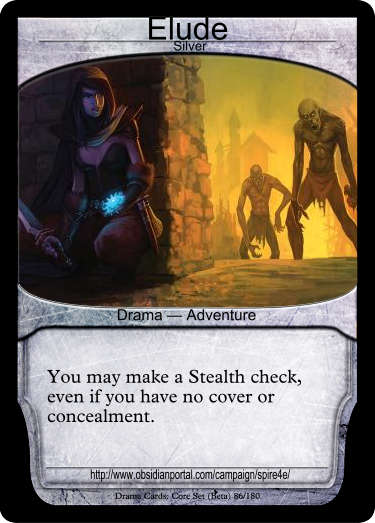 Elude
Silver
Drama — Adventure
You may make a Stealth check,
even if you have no cover or
concealment.
http://www.obsidianportal.com/campaign/spire4e/
Drama Cards: Core Set (Beta) 86/180